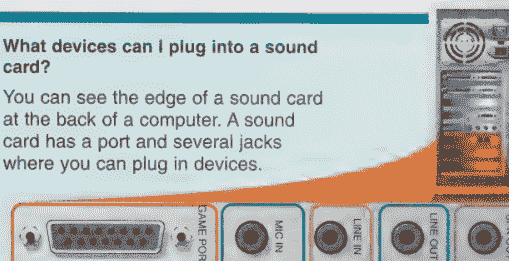 What devices can I plug into a sound
card?
You can see the edge of a sound card
at the back of a computer. A sound
card has a port and several jacks
where you can plug in devices.
GAME POR
MIC IN
LINE IN
LINE OUT